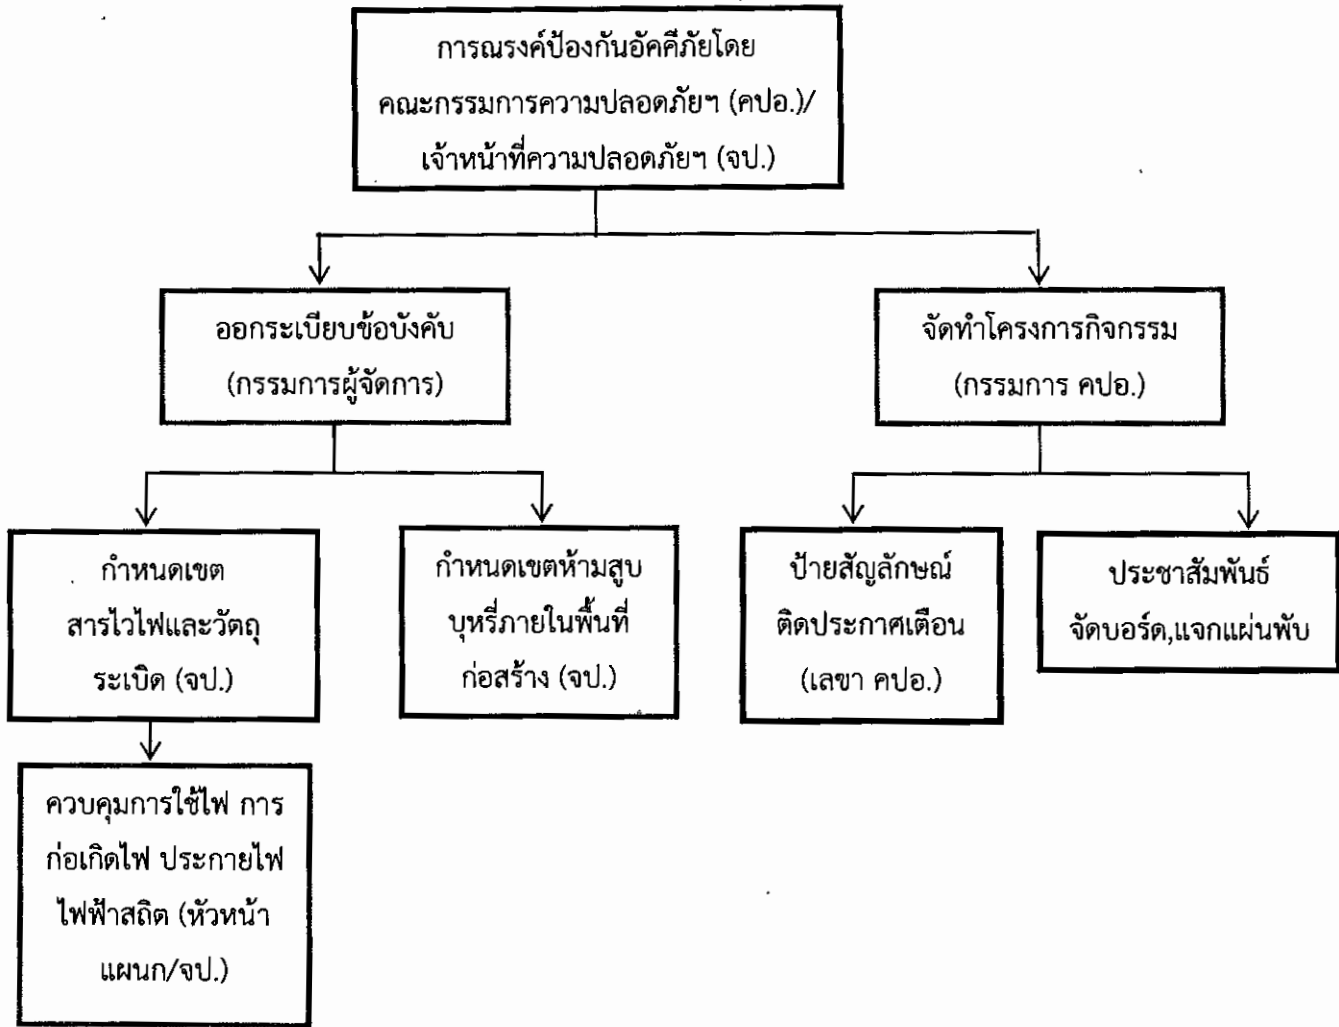 การณรงค์ป้องกันอัคคีภัยโดย
คณะกรรมการความปลอดภัยฯ (คปอ.)/
เจ้าหน้าที่ความปลอดภัยฯ (จป.)
ออกระเบียบข้อบังคับ
(กรรมการผู้จัดการ)
จัดทำโครงการกิจกรรม
(กรรมการ คปอ.)
กำหนดเขต
สารไวไฟและวัตถุ
ระเบิด (จป.)
กำหนดเขตห้ามสูบ
บุหรี่ภายในพื้นที่
ก่อสร้าง (จป.)
ป้ายสัญลักษณ์
ติดประกาศเตือน
(เลขา คปอ.)
ประชาสัมพันธ์
จัดบอร์ด,แจกแผ่นพับ
ควบคุมการใช้ไฟ การ
ก่อเกิดไฟ ประกายไฟ
ไฟฟ้าสถิต (หัวหน้า
แผนก/จป.)